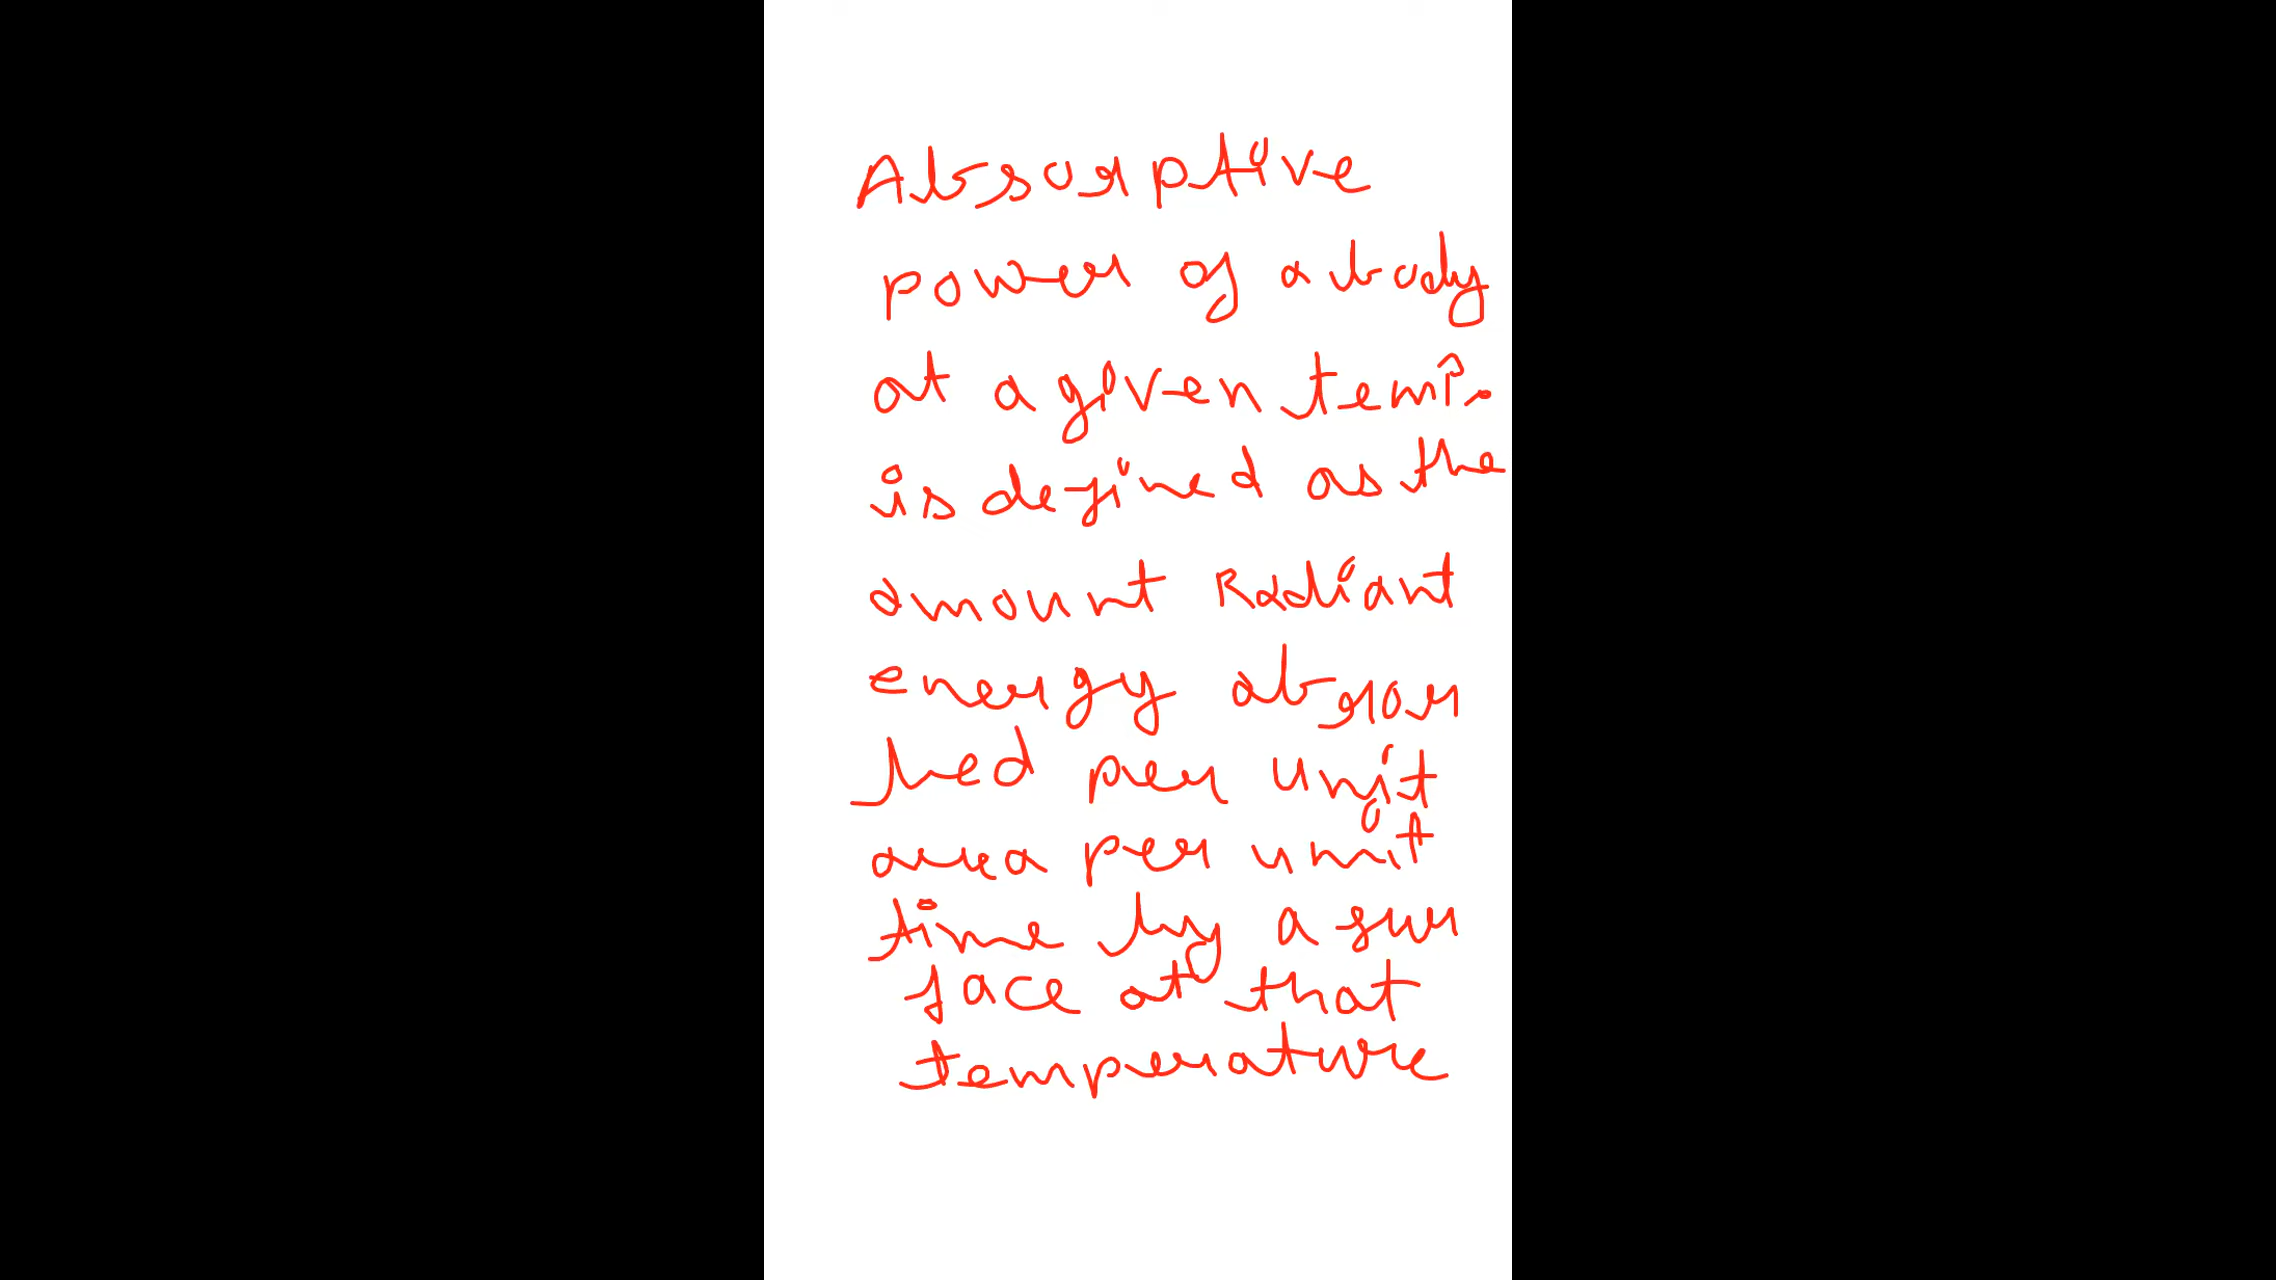 Absorptive
power of a body
at a given temp.
is defined as the
amount Radiant
energy absor
bed per unit
area per unit
time by a sur
face at that
temperature